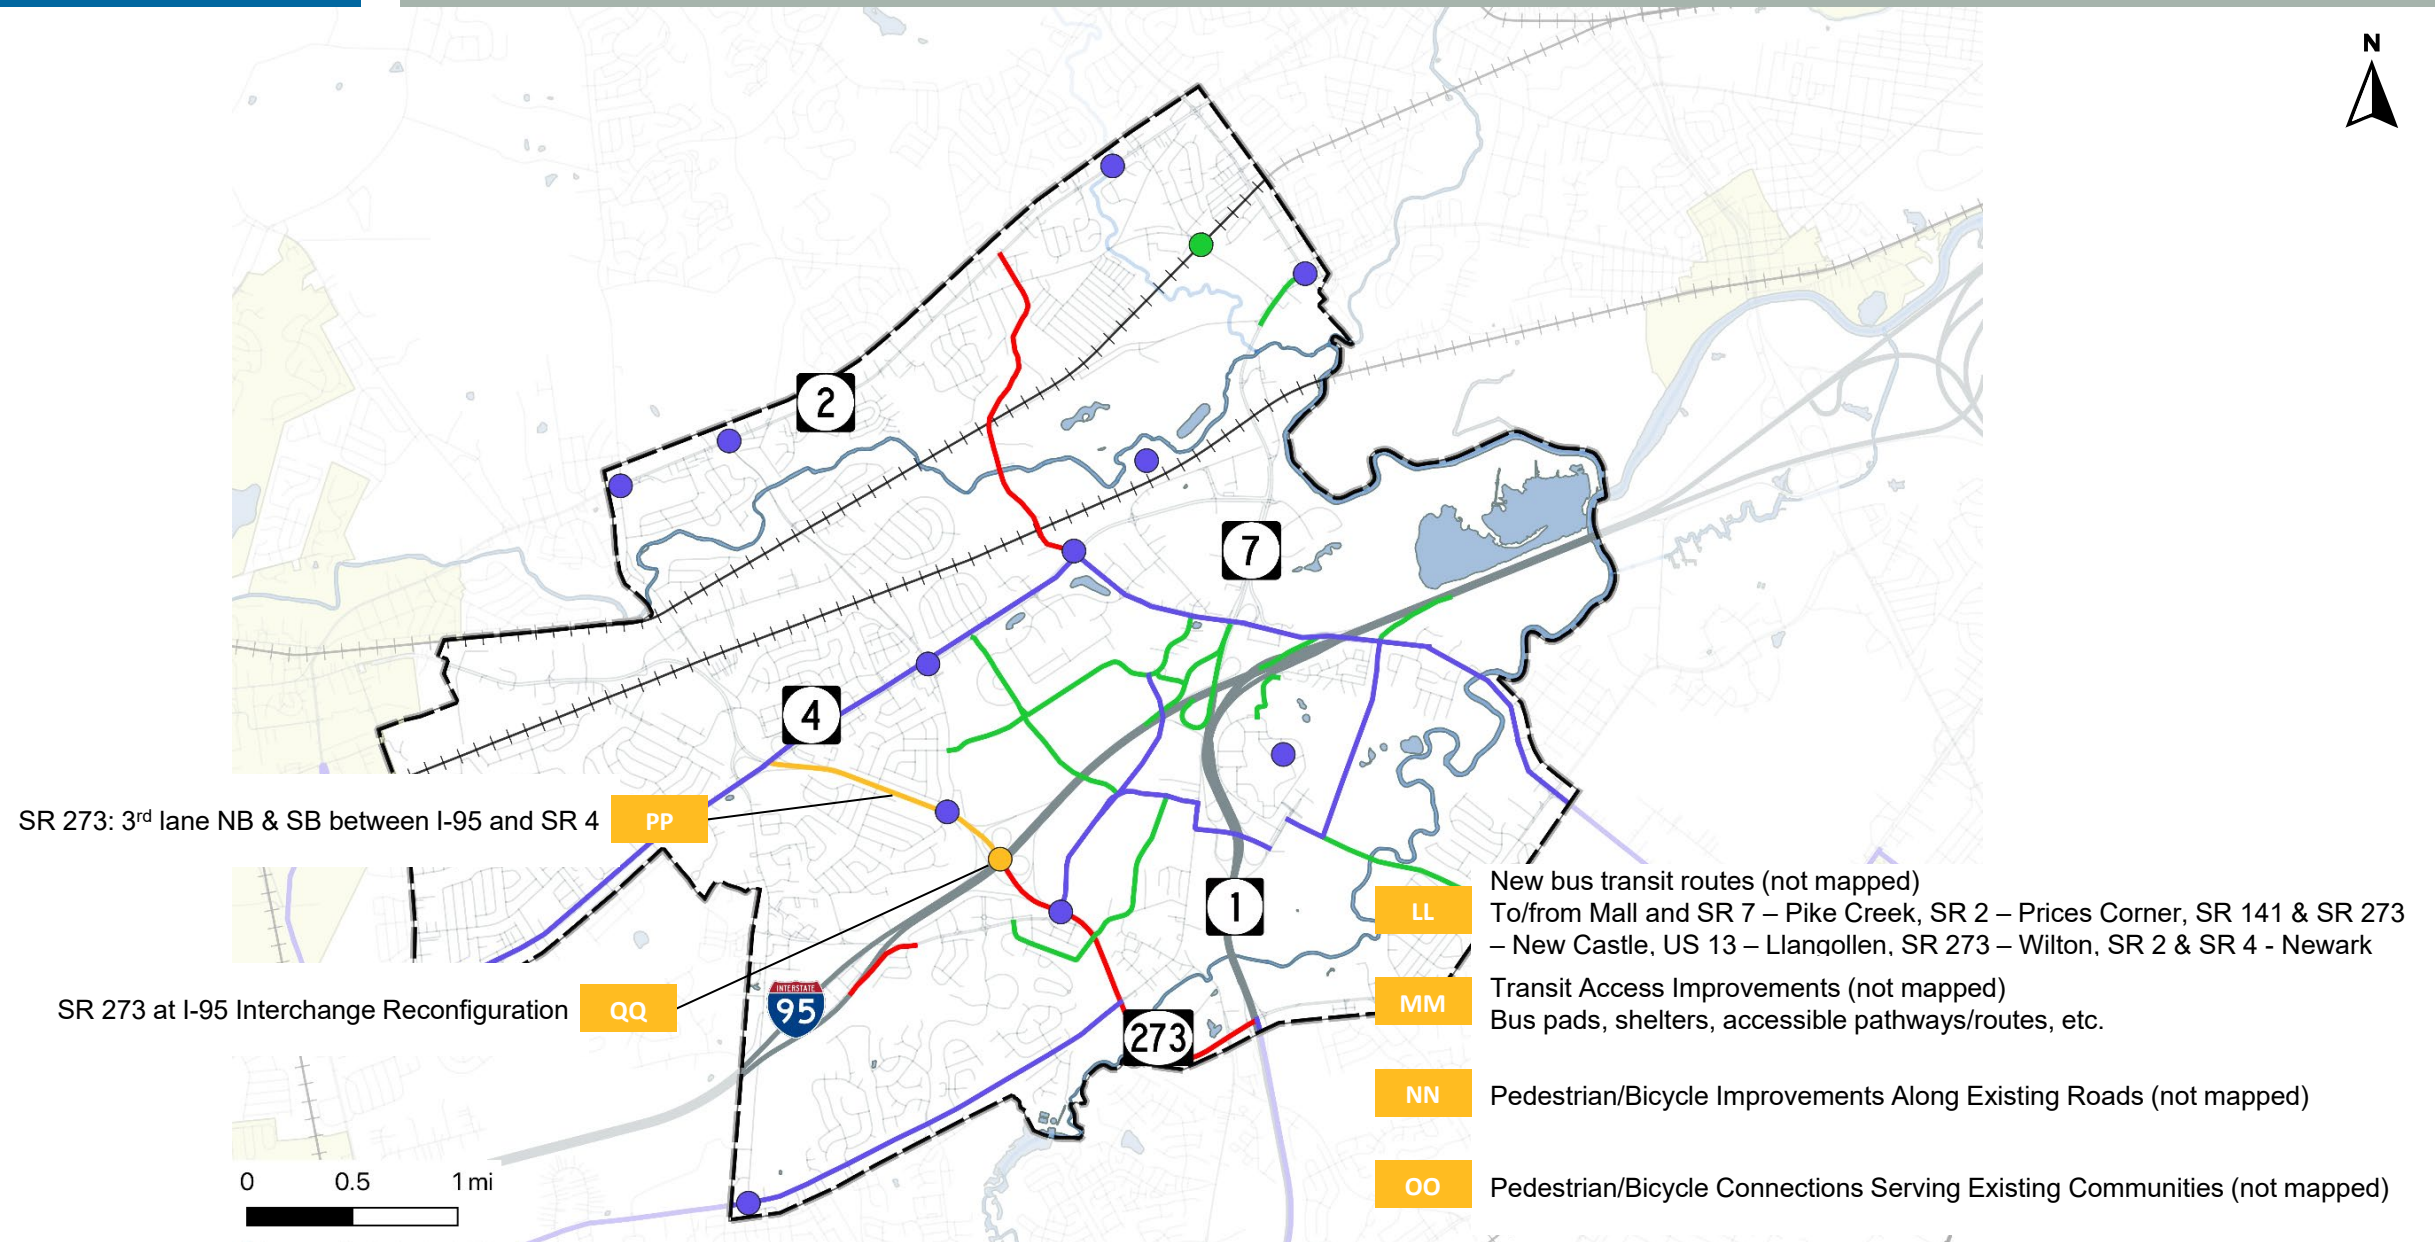 N
2
7
4
SR 273: 3rd lane NB & SB between I-95 and SR 4
PP
1
LL
New bus transit routes (not mapped)
To/from Mall and SR 7 – Pike Creek, SR 2 – Prices Corner, SR 141 & SR 273
– New Castle, US 13 – Llangollen, SR 273 – Wilton, SR 2 & SR 4 - Newark
MM
Transit Access Improvements (not mapped)
Bus pads, shelters, accessible pathways/routes, etc.
SR 273 at I-95 Interchange Reconfiguration
QQ
INTERSTATE
95
273
NN
Pedestrian/Bicycle Improvements Along Existing Roads (not mapped)
OO
Pedestrian/Bicycle Connections Serving Existing Communities (not mapped)
0 0.5 1 mi